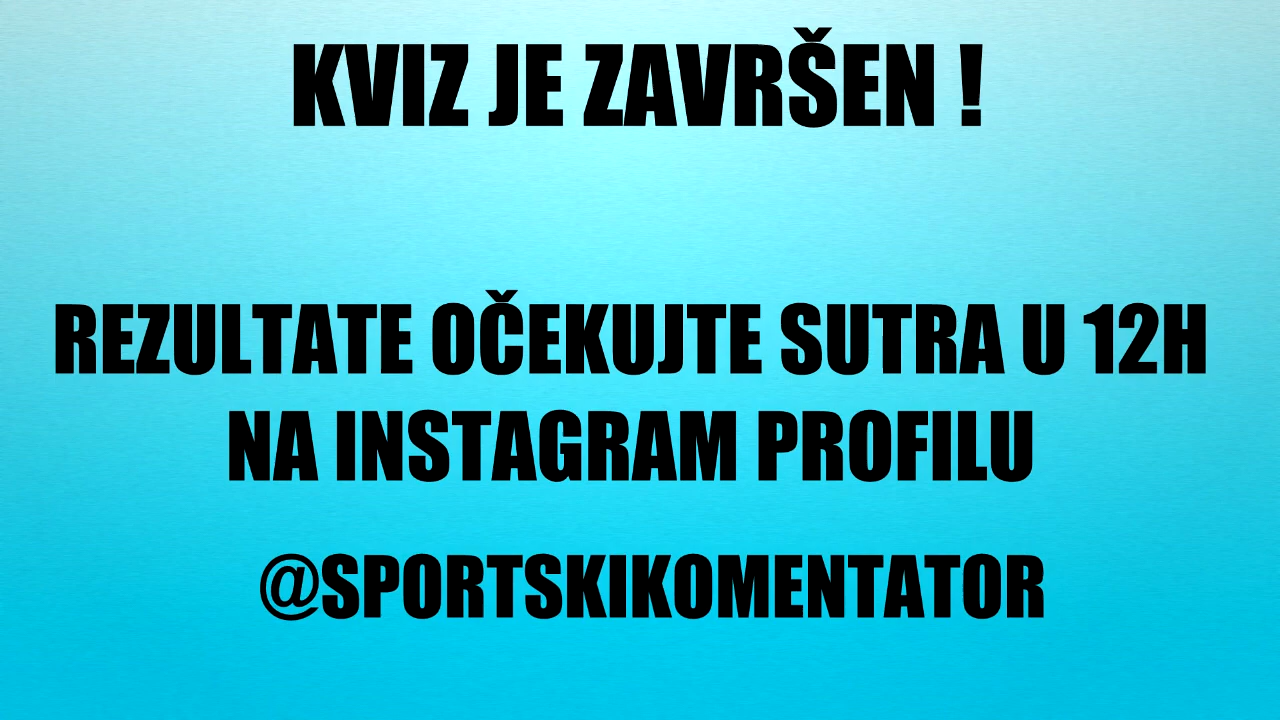 KVIZ JE ZAVRŠEN !
REZULTATE OČEKUJTE SUTRA U 12H
NA INSTAGRAM PROFILU
@SPORTSKIKOMENTATOR